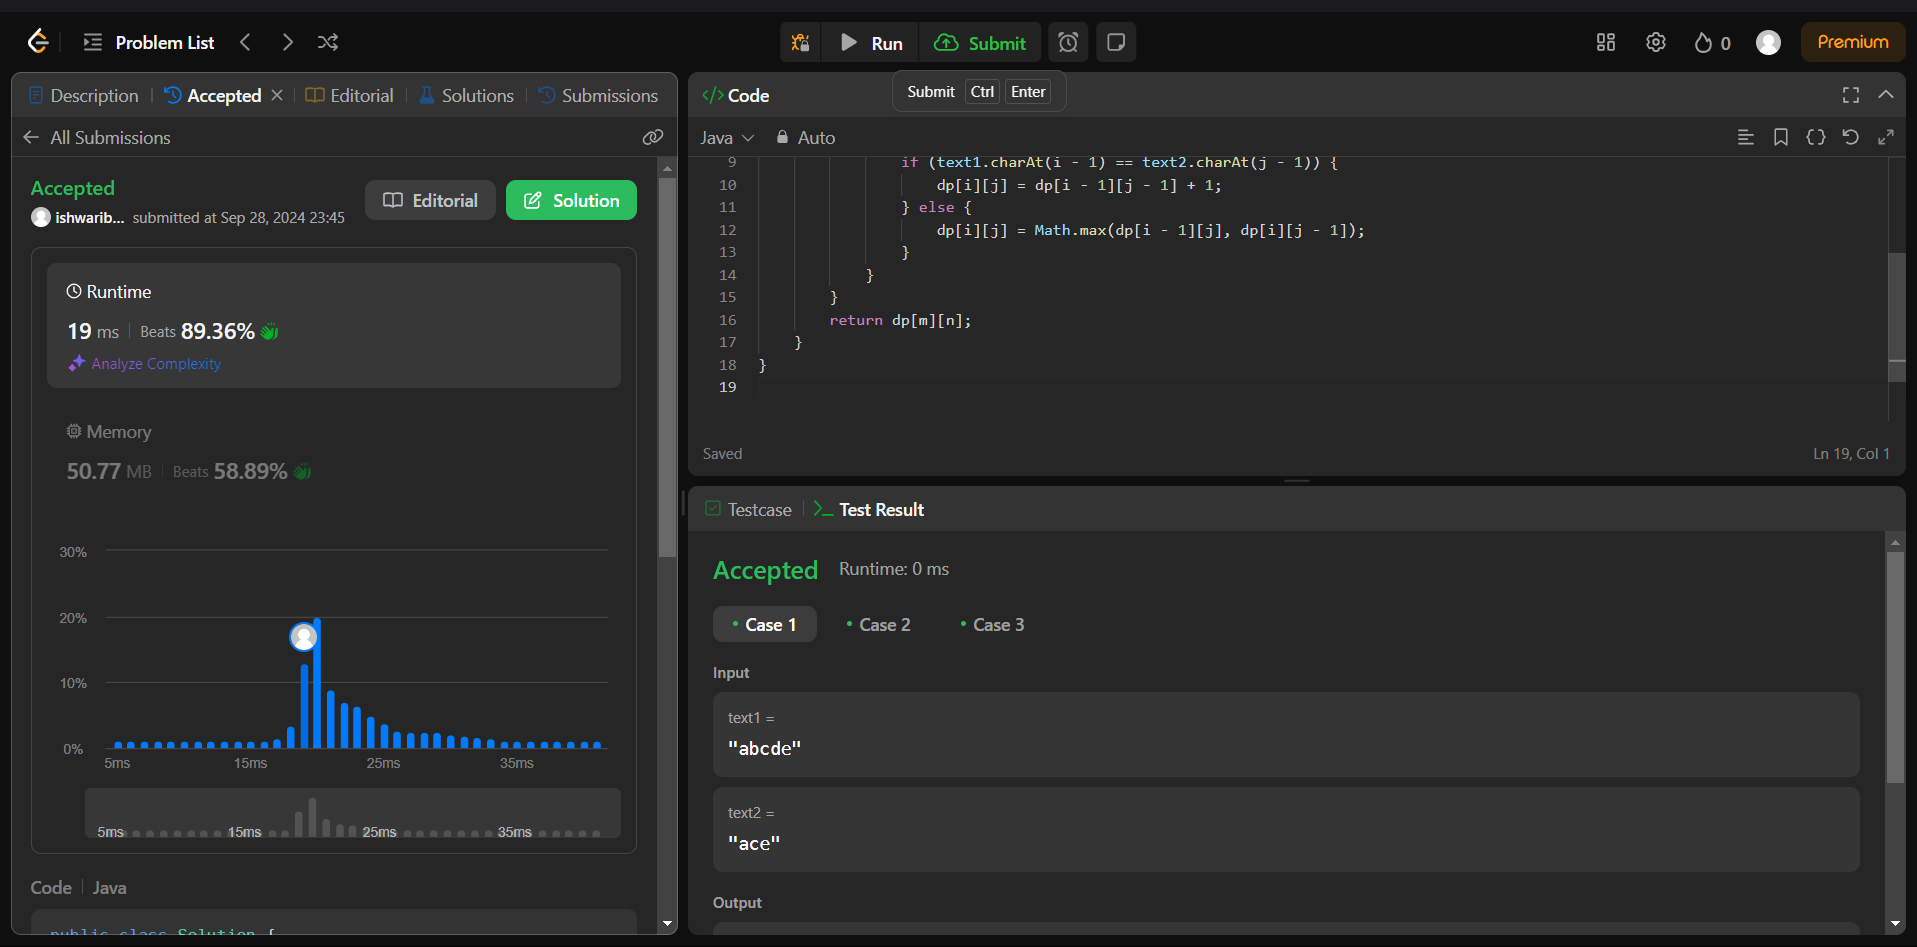 Problem List
Run
Submit
0
Premium
Description
Accepted
Editorial
Solutions
Submissions
All Submissions
Accepted
ishwarib... submitted at Sep 28, 2024 23:45
Editorial
Solution
Runtime
19 ms Beats 89.36%
Analyze Complexity
Memory
50.77 MB Beats 58.89%
30%
20%
10%
0%
5ms 15ms 25ms 35ms
5ms 15ms 25ms 35ms
Code Java
public class Solution {
</> Code
Submit Ctrl Enter
Java Auto
9 if (text1.charAt(i - 1) == text2.charAt(j - 1)) {
10 dp[i][j] = dp[i - 1][j - 1] + 1;
11 } else {
12 dp[i][j] = Math.max(dp[i - 1][j], dp[i][j - 1]);
13 }
14 }
15 }
16 return dp[m][n];
17 }
18 }
19
Saved
Ln 19, Col 1
Testcase
Test Result
Accepted Runtime: 0 ms
Case 1 Case 2 Case 3
Input
text1 =
"abcde"
text2 =
"ace"
Output